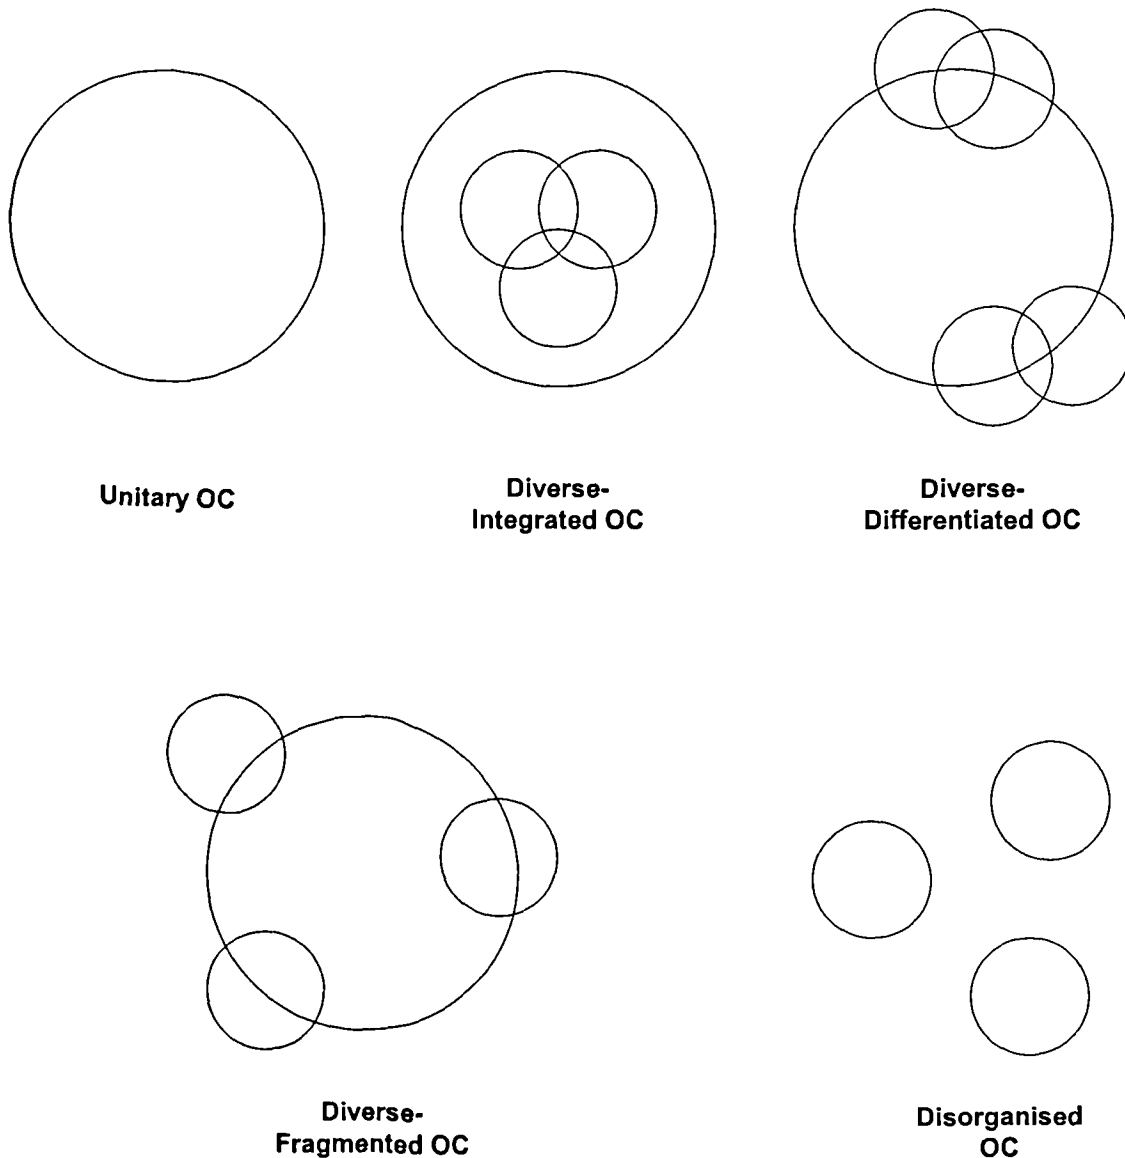 Unitary OC
Diverse-
Integrated OC
Diverse-
Differentiated OC
Diverse-
Fragmented OC
Disorganised
OC